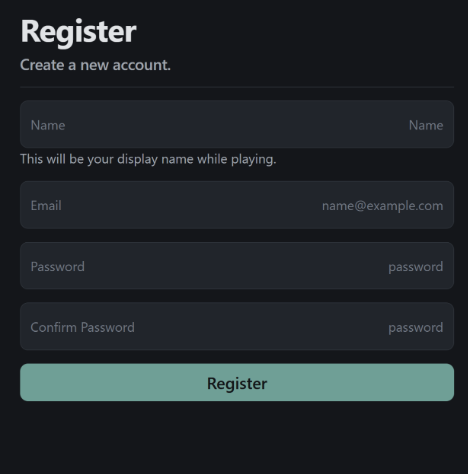 Register
Create a new account.
Name Name
This will be your display name while playing.
Email name@example.com
Password password
Confirm Password password
Register